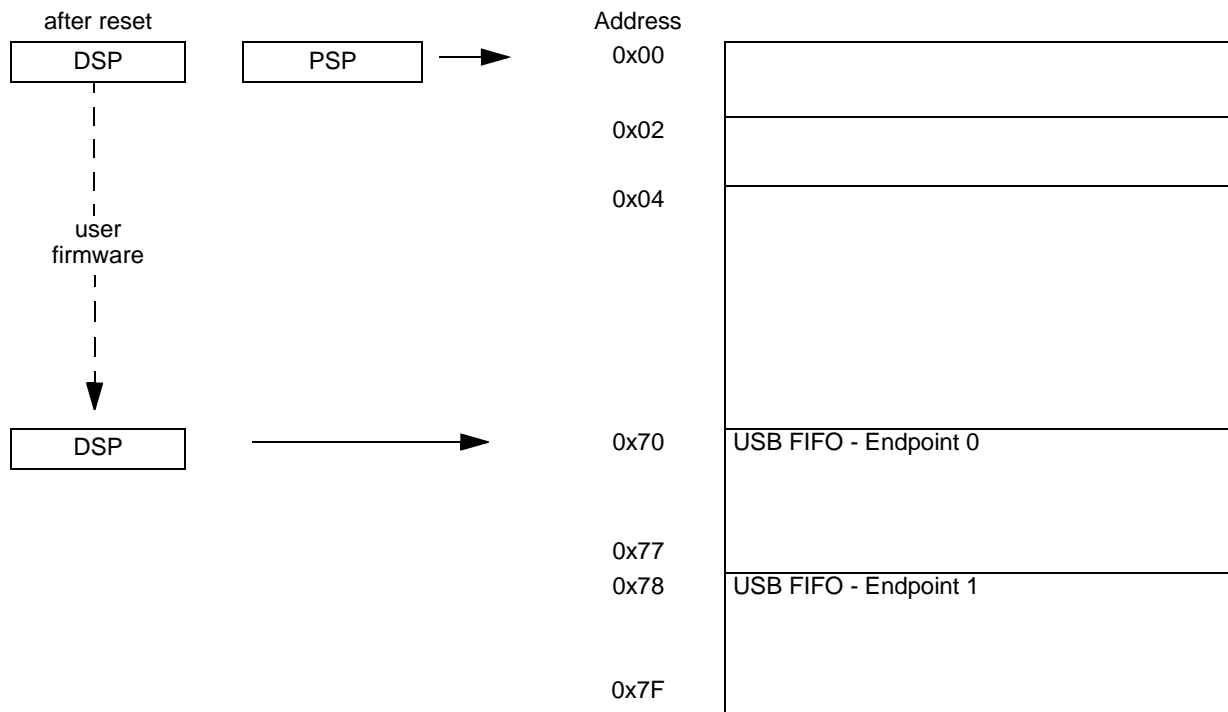 after reset
Address
DSP
PSP
0x00
0x02
0x04
user
firmware
DSP
0x70
USB FIFO - Endpoint 0
0x77
0x78
USB FIFO - Endpoint 1
0x7F